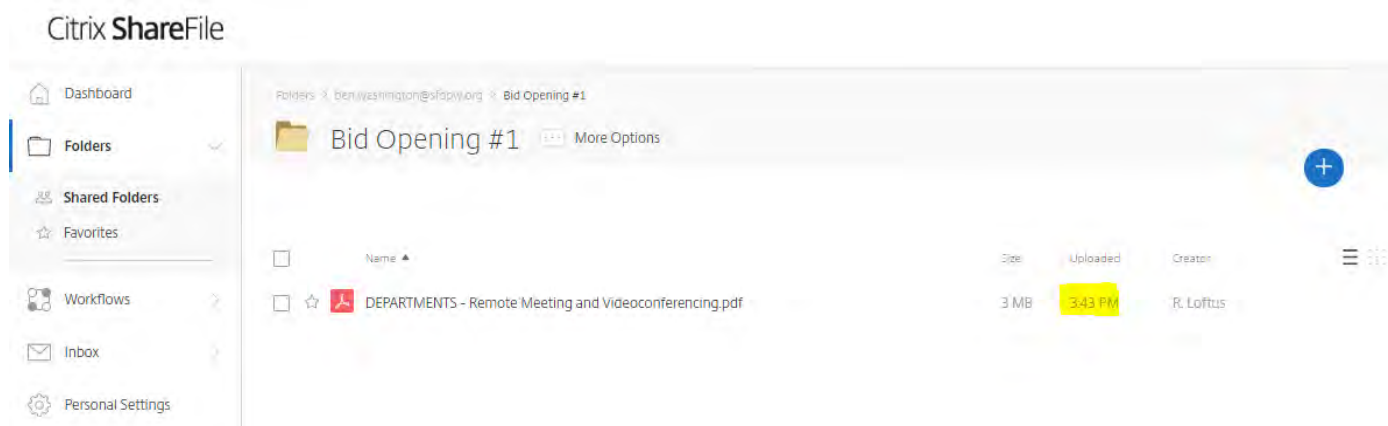 Citrix ShareFile
Dashboard
Folders
Shared Folders
Favorites
Workflows
Inbox
Personal Settings
Folders > ben.washington@sfdpw.org > Bid Opening #1
Bid Opening #1 More Options
Name Size Uploaded Creator
DEPARTMENTS - Remote Meeting and Videoconferencing.pdf 3 MB 3:43 PM R. Loftus